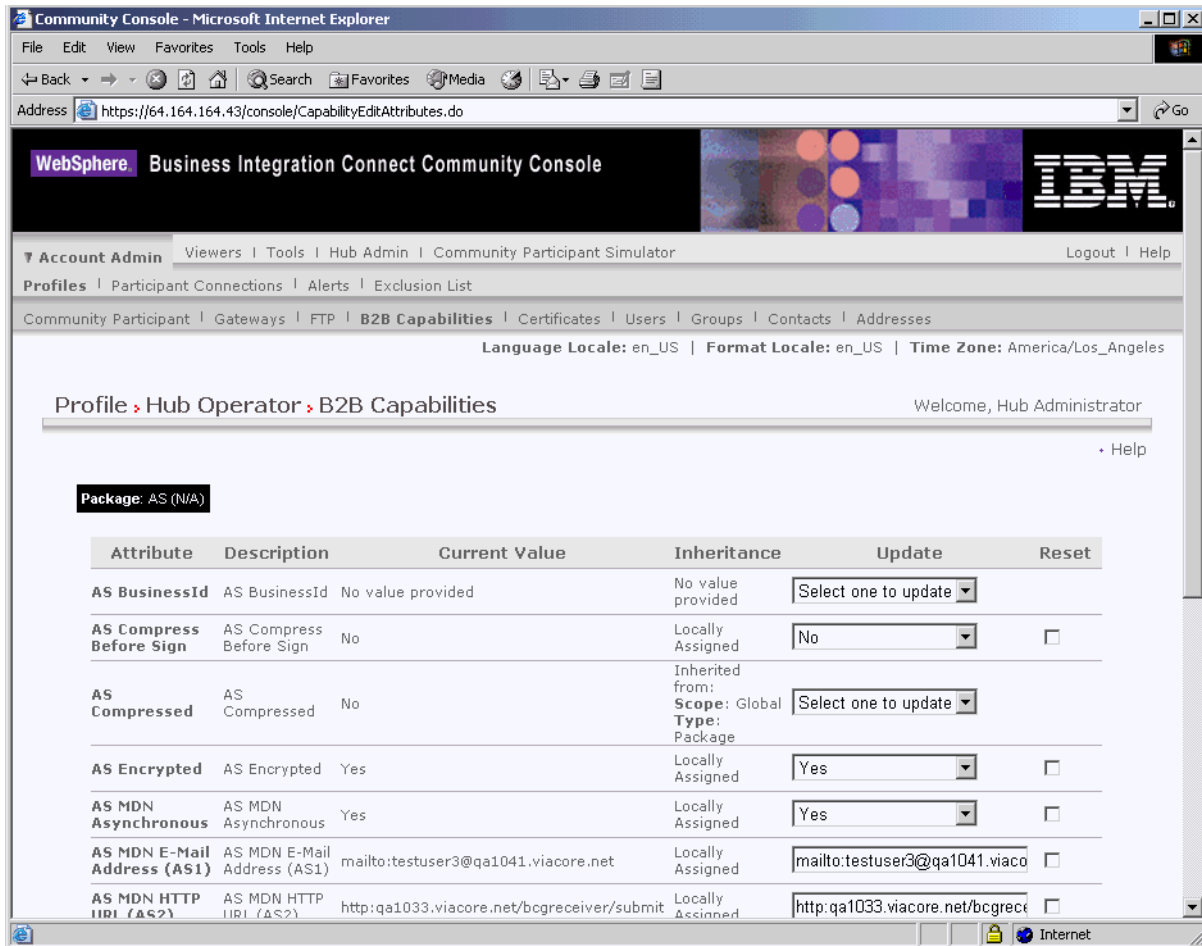 Community Console - Microsoft Internet Explorer
File Edit View Favorites Tools Help
Back Search Favorites Media
Address https://64.164.164.43/console/CapabilityEditAttributes.do Go
WebSphere. Business Integration Connect Community Console
IBM.
Account Admin Viewers | Tools | Hub Admin | Community Participant Simulator Logout | Help
Profiles | Participant Connections | Alerts | Exclusion List
Community Participant | Gateways | FTP | B2B Capabilities | Certificates | Users | Groups | Contacts | Addresses
Language Locale: en_US | Format Locale: en_US | Time Zone: America/Los_Angeles
Profile Hub Operator B2B Capabilities Welcome, Hub Administrator
Help
Package: AS (N/A)
Attribute Description Current Value Inheritance Update Reset
AS BusinessId AS BusinessId No value provided No value
provided Select one to update
AS Compress
Before Sign AS Compress
Before Sign No Locally
Assigned No
AS
Compressed AS
Compressed No Inherited
from:
Scope: Global
Type:
Package Select one to update
AS Encrypted AS Encrypted Yes Locally
Assigned Yes
AS MDN
Asynchronous AS MDN
Asynchronous Yes Locally
Assigned Yes
AS MDN E-Mail
Address (AS1) AS MDN E-Mail
Address (AS1) mailto:testuser3@qa1041.viacore.net Locally
Assigned mailto:testuser3@qa1041.viaco
AS MDN HTTP
URL (AS2) AS MDN HTTP
URL (AS2) http:qa1033.viacore.net/bcgreceiver/submit Locally
Assigned http:qa1033.viacore.net/bcgrece
Internet